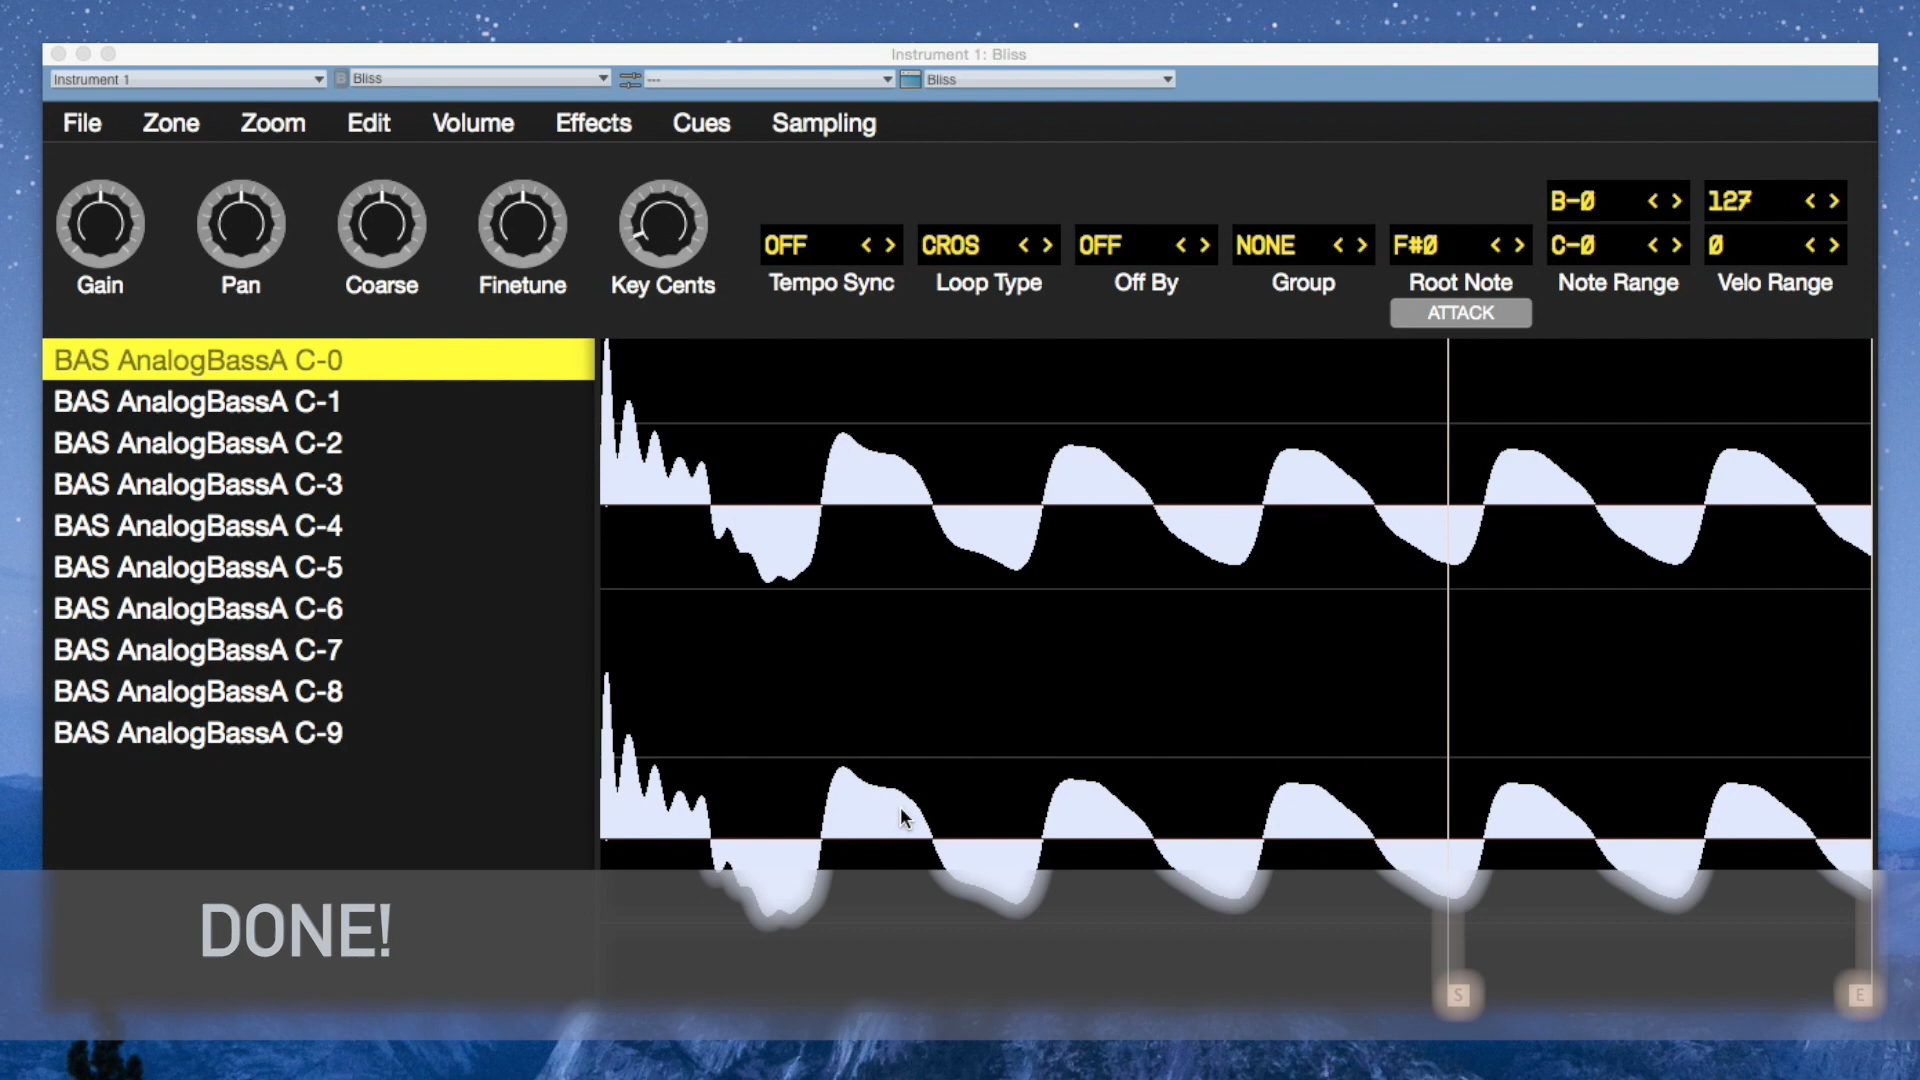 Instrument 1: Bliss
Instrument 1 B Bliss --- Bliss
File Zone Zoom Edit Volume Effects Cues Sampling
B-0 < > 127 < >
OFF < > CROS < > OFF < > NONE < > F#0 < > C-0 < > 0 < >
Gain Pan Coarse Finetune Key Cents Tempo Sync Loop Type Off By Group Root Note Note Range Velo Range
ATTACK
BAS AnalogBassA C-0
BAS AnalogBassA C-1
BAS AnalogBassA C-2
BAS AnalogBassA C-3
BAS AnalogBassA C-4
BAS AnalogBassA C-5
BAS AnalogBassA C-6
BAS AnalogBassA C-7
BAS AnalogBassA C-8
BAS AnalogBassA C-9
DONE!
S E